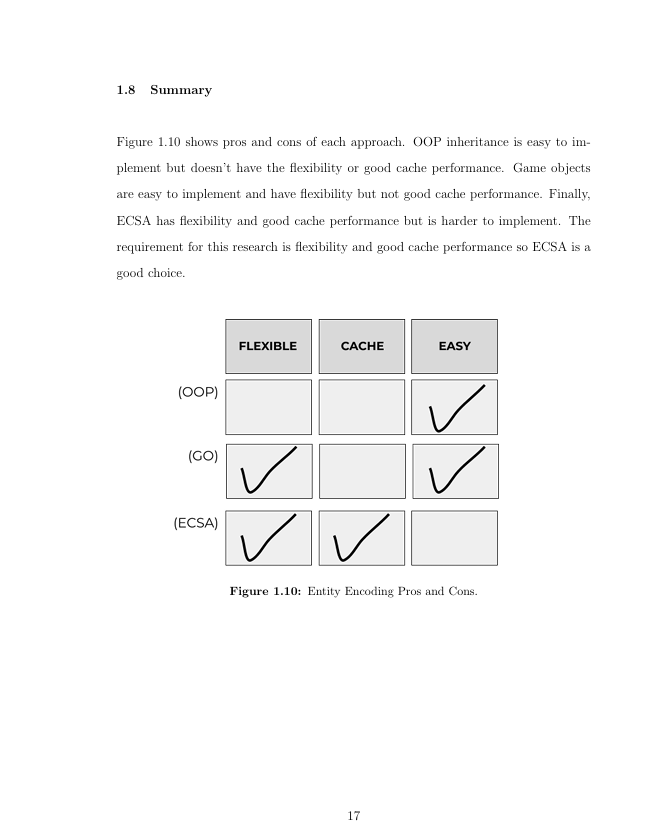 1.8 Summary
Figure 1.10 shows pros and cons of each approach. OOP inheritance is easy to im-
plement but doesn't have the flexibility or good cache performance. Game objects
are easy to implement and have flexibility but not good cache performance. Finally,
ECSA has flexibility and good cache performance but is harder to implement. The
requirement for this research is flexibility and good cache performance so ECSA is a
good choice.
FLEXIBLE CACHE EASY
(OOP)
(GO)
(ECSA)
Figure 1.10: Entity Encoding Pros and Cons.
17